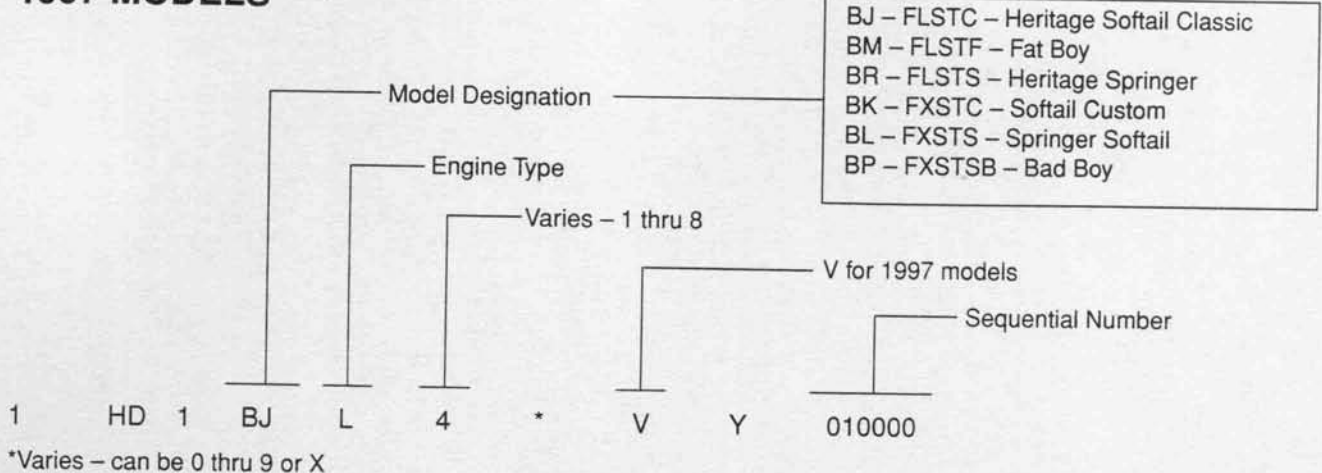 BJ – FLSTC – Heritage Softail Classic
BM – FLSTF – Fat Boy
BR – FLSTS – Heritage Springer
BK – FXSTC – Softail Custom
BL – FXSTS – Springer Softail
BP – FXSTSB – Bad Boy
Model Designation
Engine Type
Varies – 1 thru 8
V for 1997 models
Sequential Number
1 HD 1 BJ L 4 * V Y 010000
*Varies – can be 0 thru 9 or X